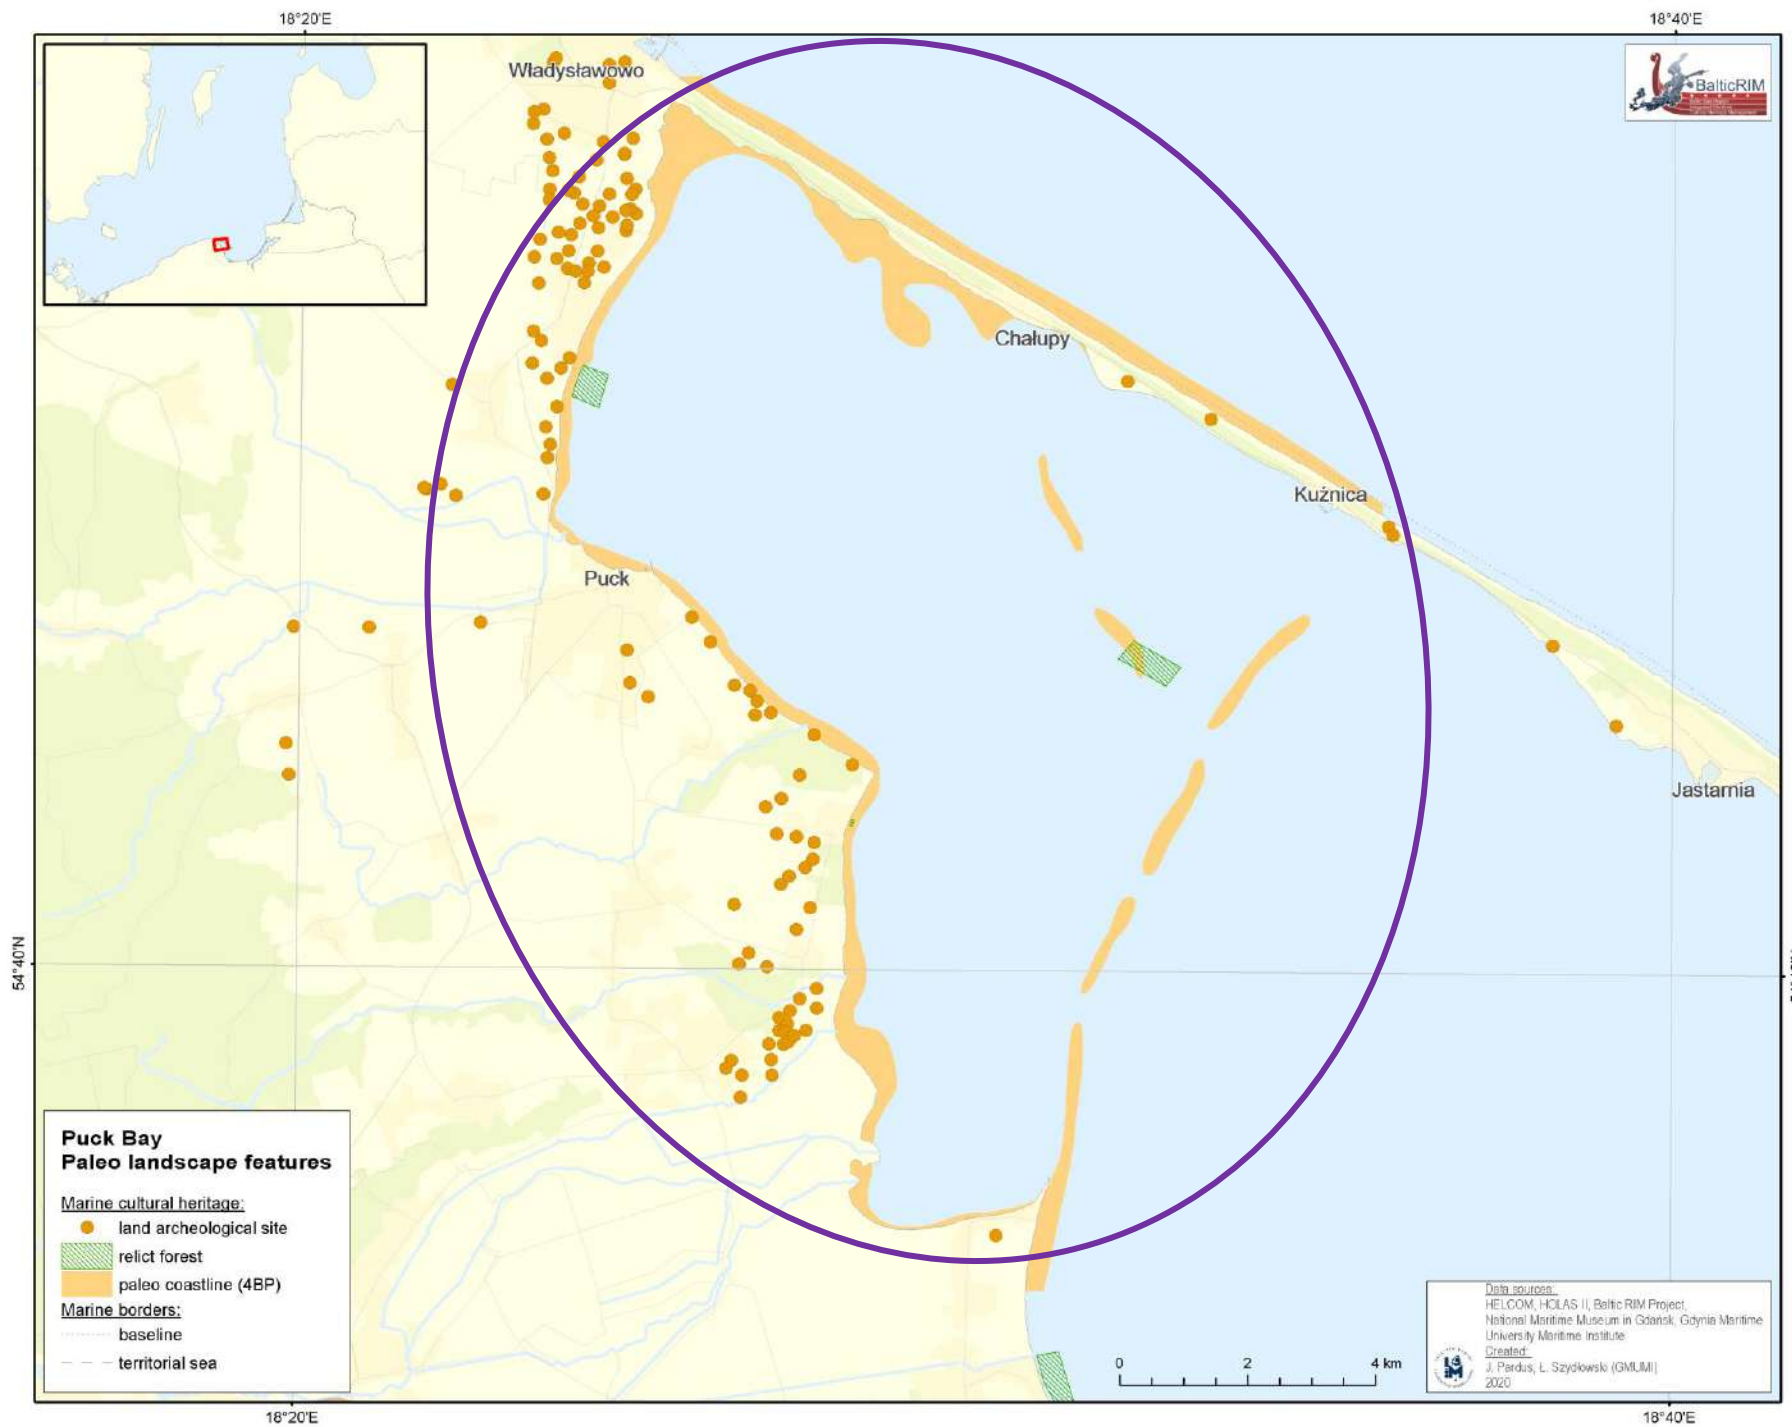 18°20'E
18°40'E
Władysławowo
BalticRIM
Chałupy
Kuźnica
Puck
Jastarnia
54°40'N
Puck Bay
Paleo landscape features
Marine cultural heritage:
land archeological site
relict forest
paleo coastline (4BP)
Marine borders:
baseline
territorial sea
0 2 4 km
Data sources:
HELCOM, HOLAS II, Baltic RIM Project,
National Maritime Museum in Gdańsk, Gdynia Maritime
University Maritime Institute
Created:
J. Pardus, Ł. Szydłowski (GMUMI)
2020
18°20'E
18°40'E